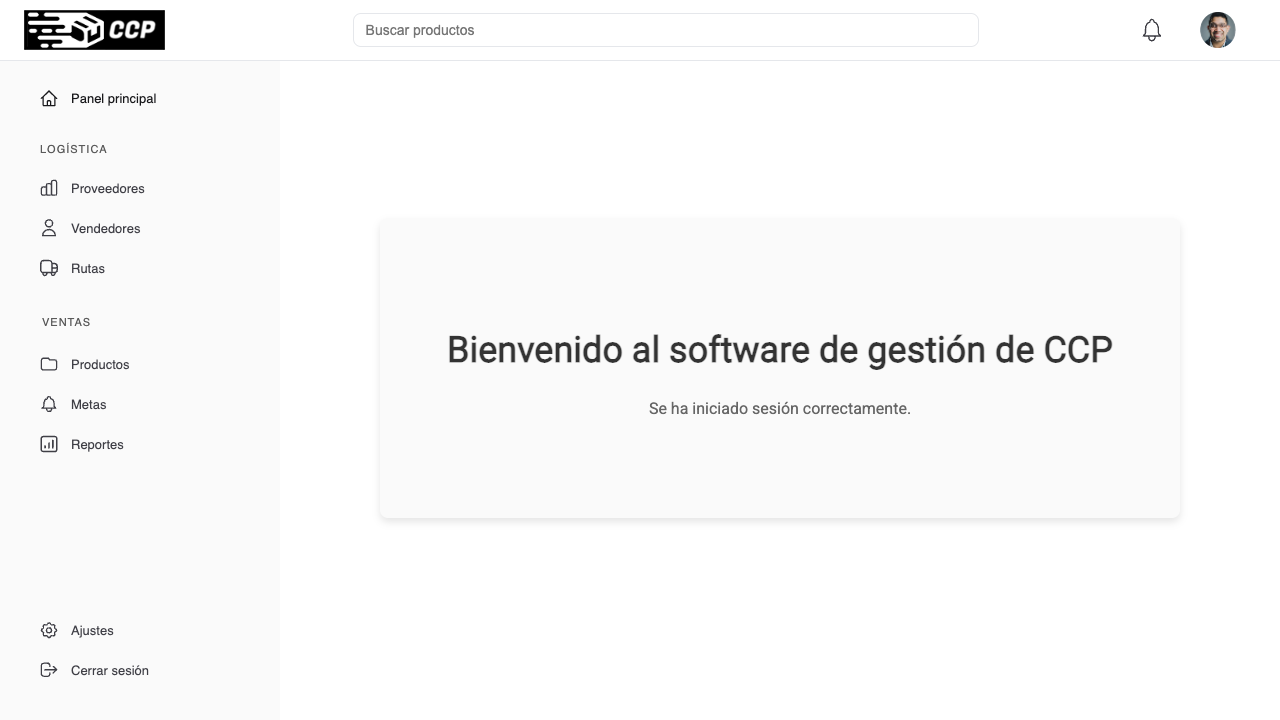 CCP
Buscar productos
Panel principal
LOGÍSTICA
Proveedores
Vendedores
Rutas
VENTAS
Productos
Metas
Reportes
Bienvenido al software de gestión de CCP
Se ha iniciado sesión correctamente.
Ajustes
Cerrar sesión